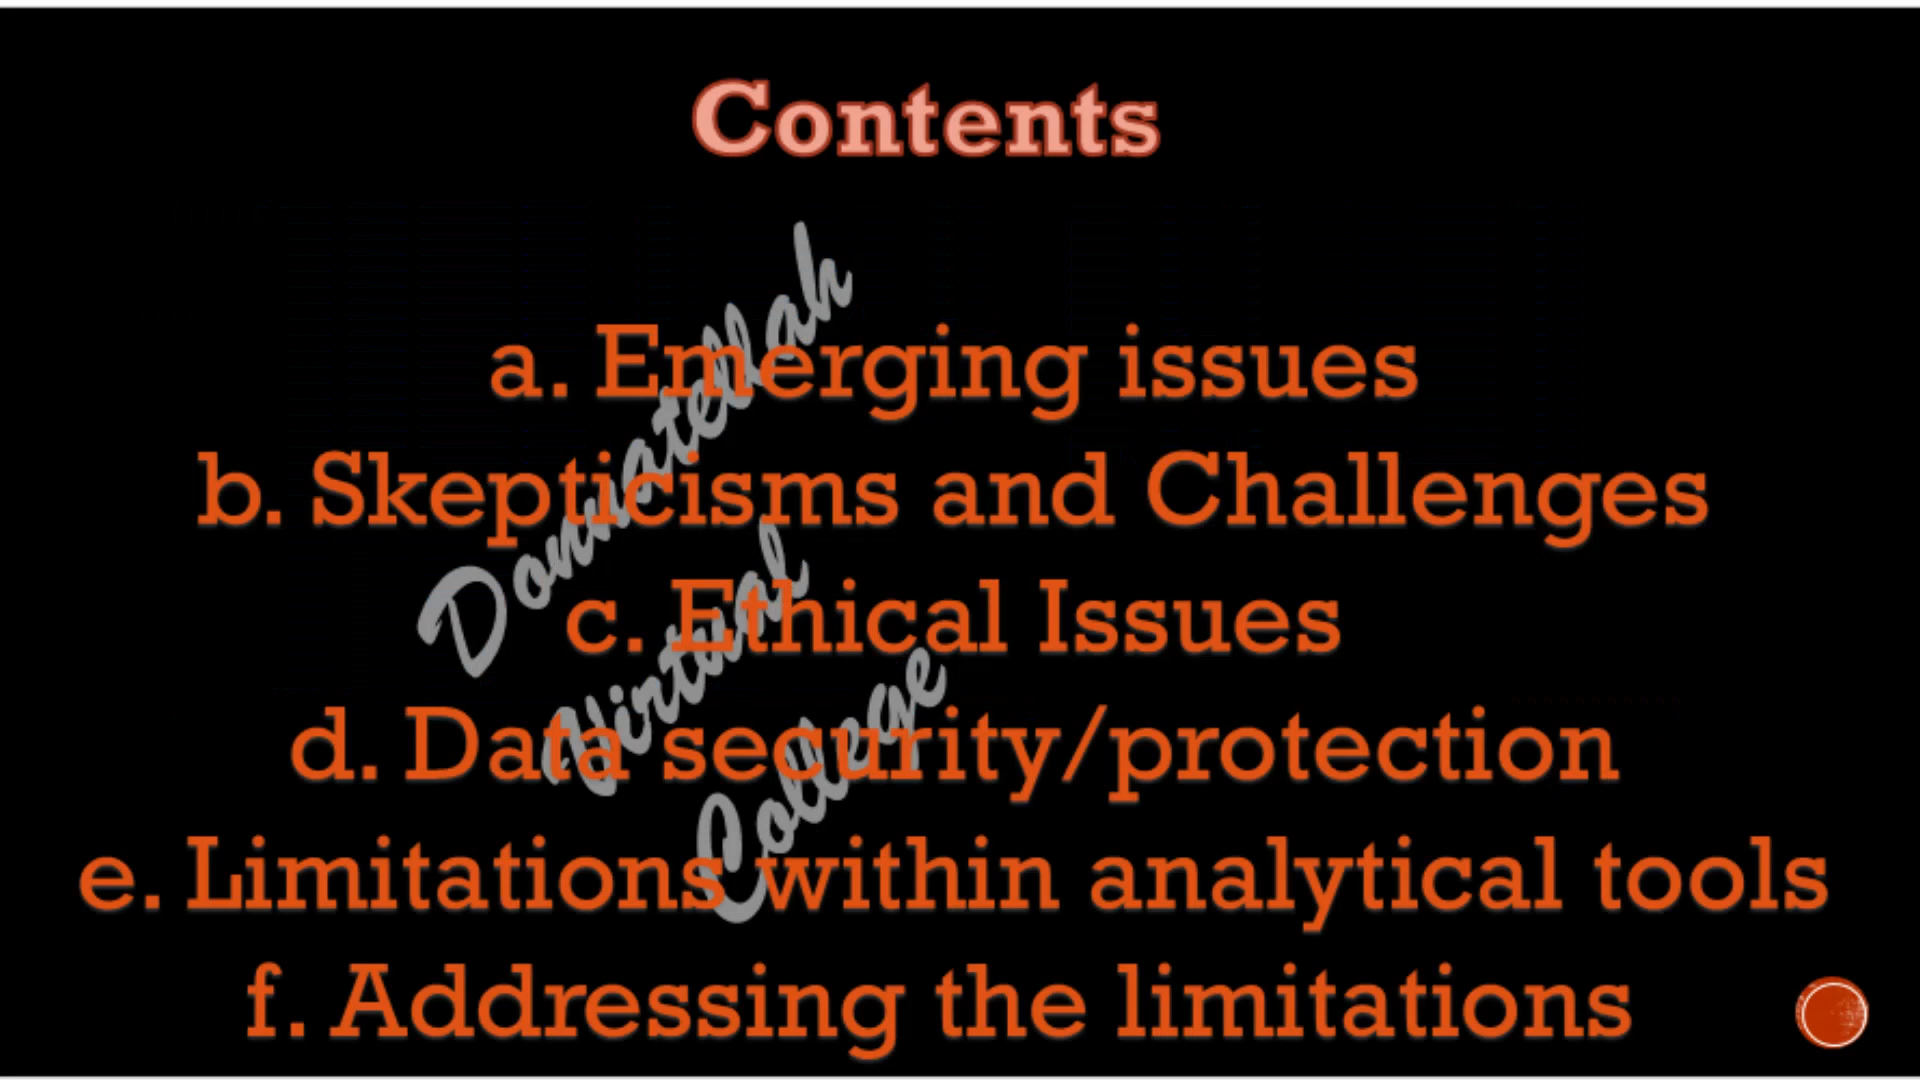 Contents
a. Emerging issues
b. Skepticisms and Challenges
c. Ethical Issues
d. Data security/protection
e. Limitations within analytical tools
f. Addressing the limitations
Donnatellah
Virtual
College